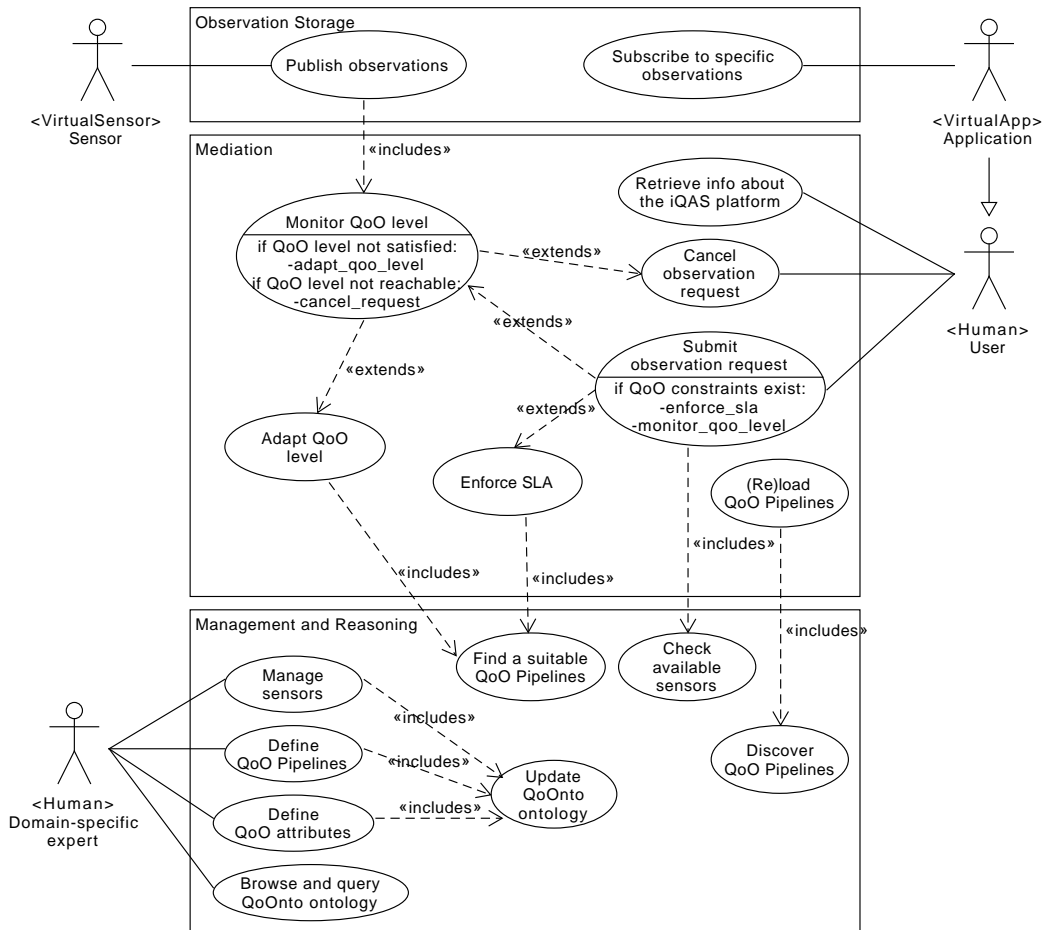 Observation Storage
Publish observations
Subscribe to specific
observations
<VirtualSensor>
Sensor
<VirtualApp>
Application
Mediation
«includes»
Retrieve info about
the iQAS platform
Monitor QoO level
if QoO level not satisfied:
-adapt_qoo_level
if QoO level not reachable:
-cancel_request
«extends»
Cancel
observation
request
<Human>
User
«extends»
Submit
observation request
if QoO constraints exist:
-enforce_sla
-monitor_qoo_level
«extends»
«extends»
Adapt QoO
level
Enforce SLA
(Re)load
QoO Pipelines
«includes»
«includes»
«includes»
«includes»
Management and Reasoning
Find a suitable
QoO Pipelines
Check
available
sensors
Manage
sensors
«includes»
Define
QoO Pipelines
«includes»
Discover
QoO Pipelines
Update
QoOnto
ontology
«includes»
Define
QoO attributes
<Human>
Domain-specific
expert
Browse and query
QoOnto ontology